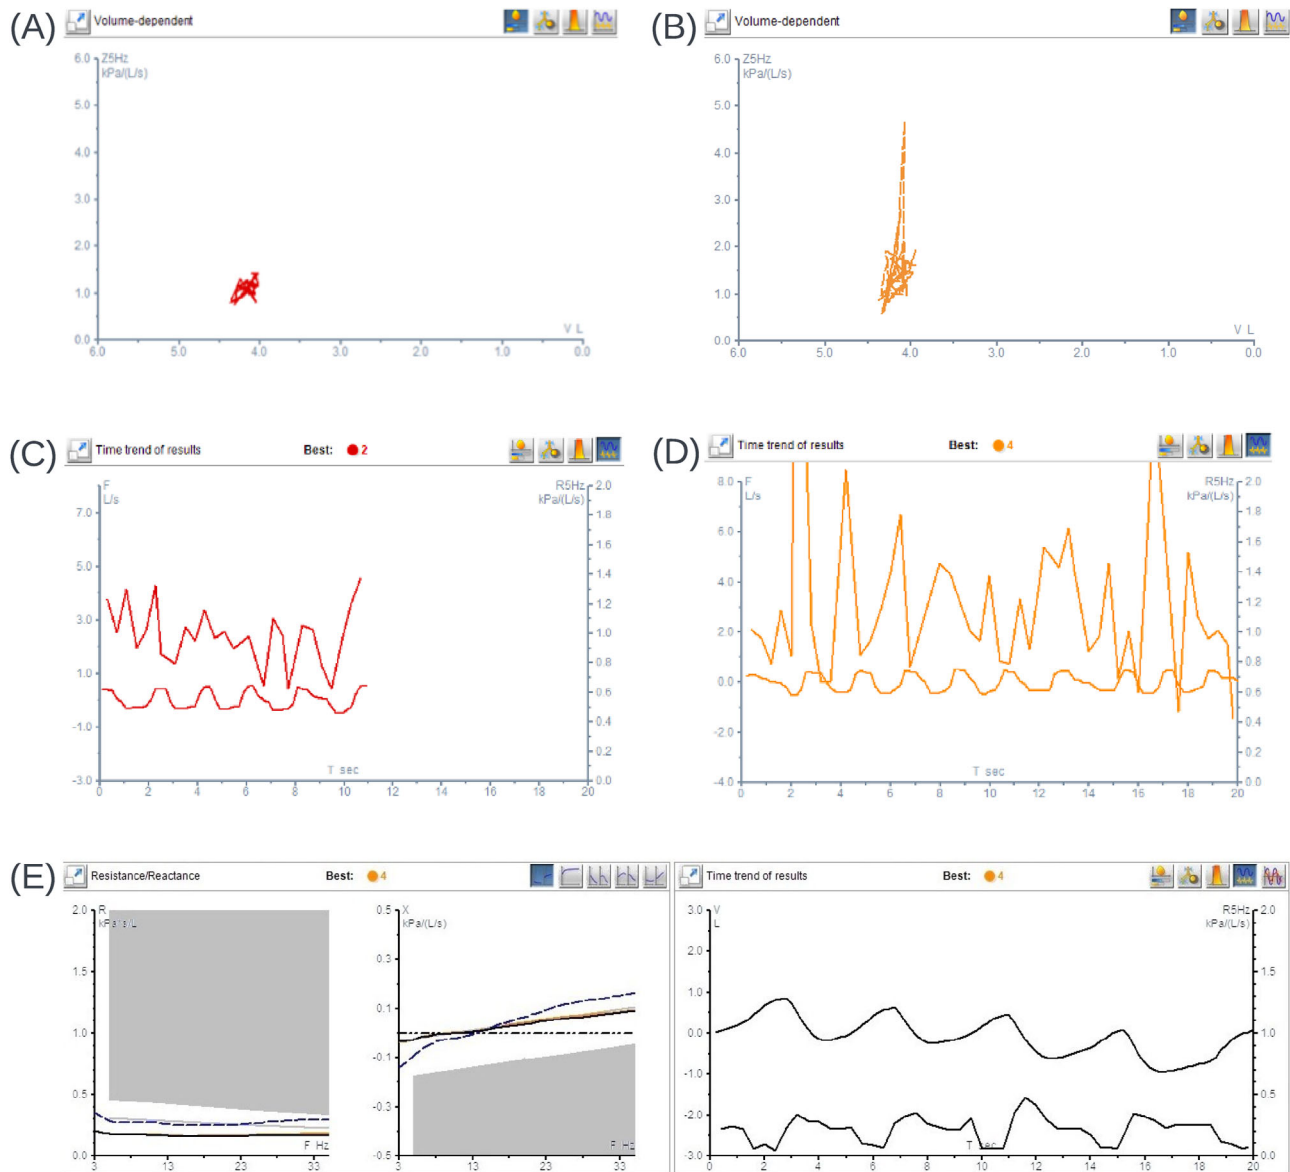 (A)
Volume-dependent
(B)
Volume-dependent
6.0
Z5Hz
kPa/(L/s)
5.0
4.0
3.0
2.0
1.0
0.0
V L
6.0 5.0 4.0 3.0 2.0 1.0 0.0
6.0
Z5Hz
kPa/(L/s)
5.0
4.0
3.0
2.0
1.0
0.0
V L
6.0 5.0 4.0 3.0 2.0 1.0 0.0
(C)
Time trend of results Best: 2
(D)
Time trend of results Best: 4
F
L/s
R5Hz
kPa/(L/s)
7.0
5.0
3.0
1.0
-1.0
-3.0
2.0
1.8
1.6
1.4
1.2
1.0
0.8
0.6
0.4
0.2
0.0
T sec
0 2 4 6 8 10 12 14 16 18 20
F
L/s
R5Hz
kPa/(L/s)
8.0
6.0
4.0
2.0
0.0
-2.0
-4.0
2.0
1.8
1.6
1.4
1.2
1.0
0.8
0.6
0.4
0.2
0.0
T sec
0 2 4 6 8 10 12 14 16 18 20
(E)
Resistance/Reactance Best: 4
Time trend of results Best: 4
R
kPa*s/L
2.0
1.5
1.0
0.5
0.0
F Hz
3 13 23 33
X
kPa/(L/s)
0.5
0.3
0.1
-0.1
-0.3
-0.5
F Hz
3 13 23 33
V
L
R5Hz
kPa/(L/s)
3.0
2.0
1.0
0.0
-1.0
-2.0
-3.0
2.0
1.5
1.0
0.5
0.0
T sec
0 2 4 6 8 10 12 14 16 18 20